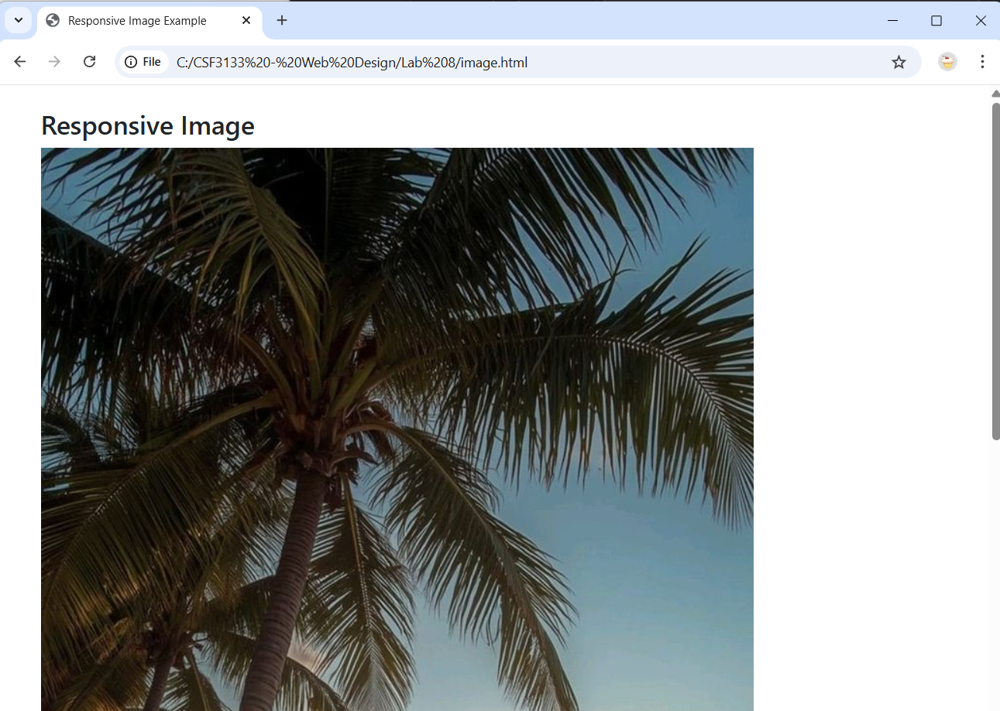 Responsive Image Example
File C:/CSF3133%20-%20Web%20Design/Lab%208/image.html
Responsive Image